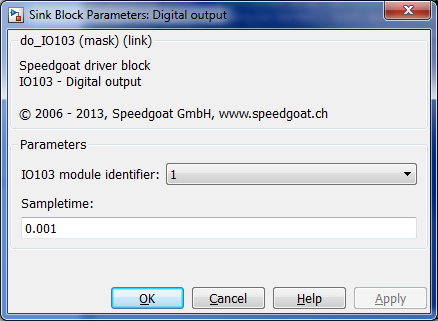 Sink Block Parameters: Digital output
do_IO103 (mask) (link)
Speedgoat driver block
IO103 - Digital output
© 2006 - 2013, Speedgoat GmbH, www.speedgoat.ch
Parameters
IO103 module identifier: 1
Sampletime:
0.001
OK Cancel Help Apply